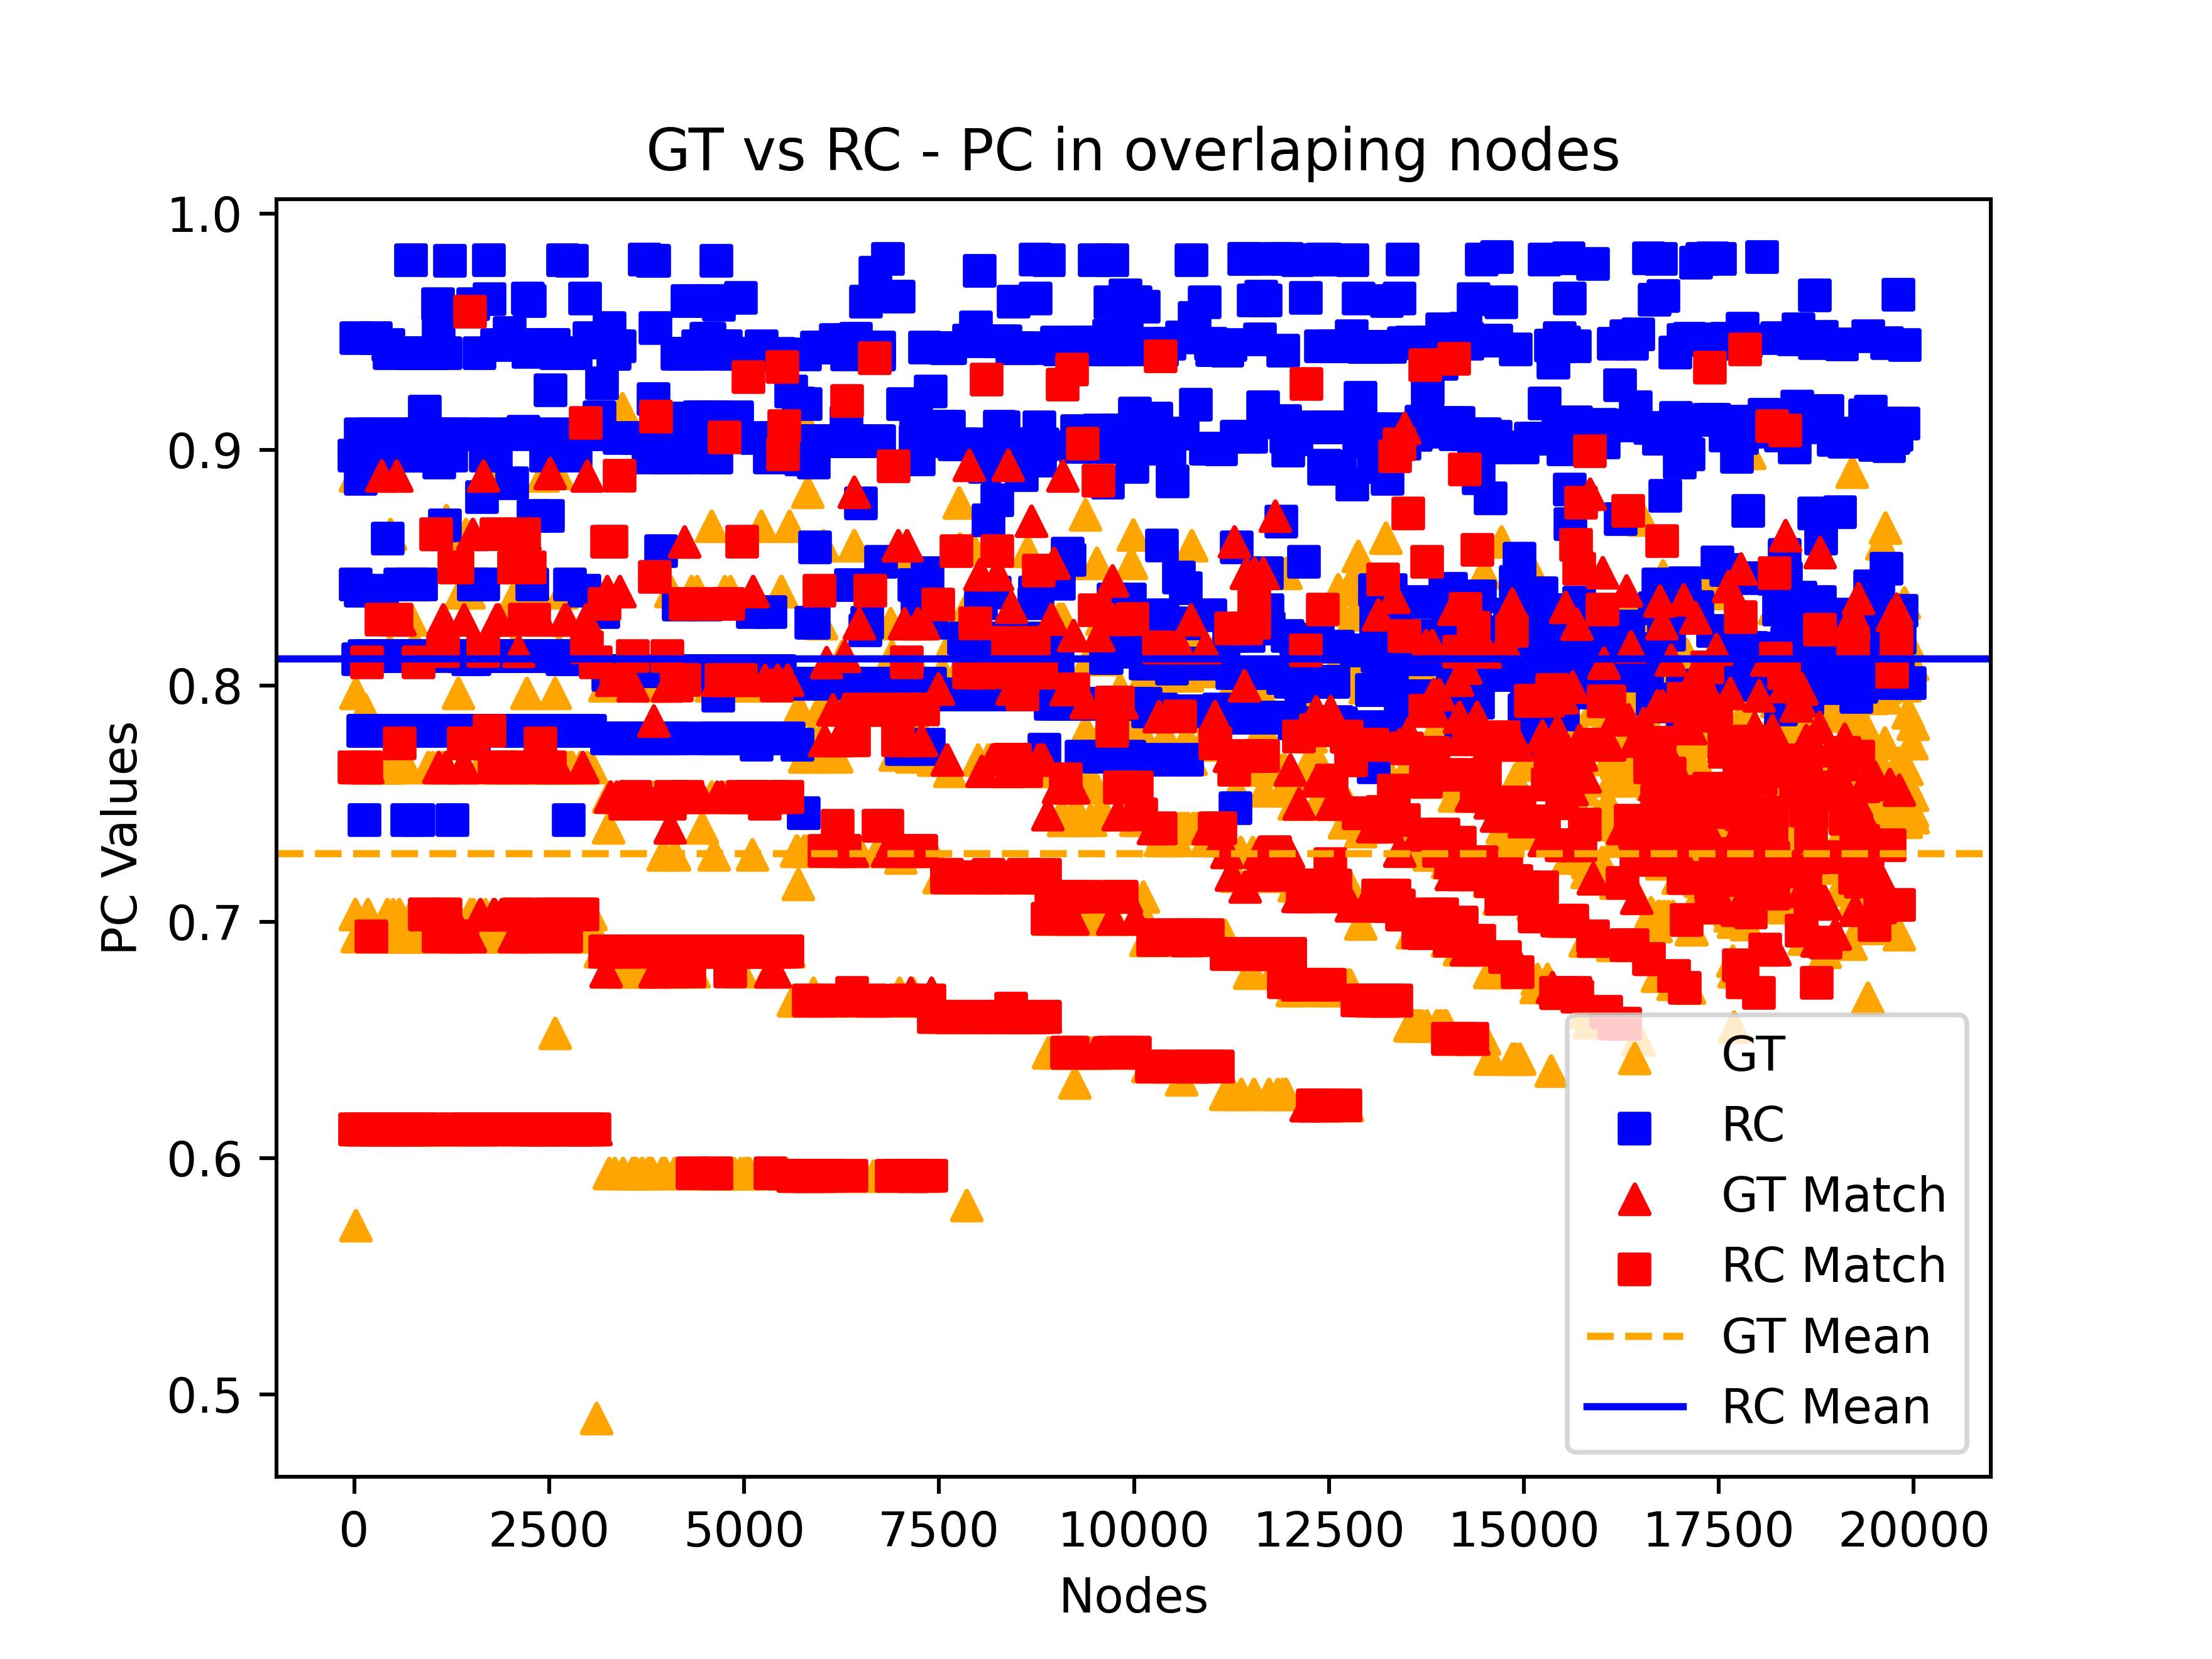 GT vs RC - PC in overlaping nodes
1.0
0.9
0.8
0.7
0.6
0.5
PC Values
GT
RC
GT Match
RC Match
GT Mean
RC Mean
0 2500 5000 7500 10000 12500 15000 17500 20000
Nodes